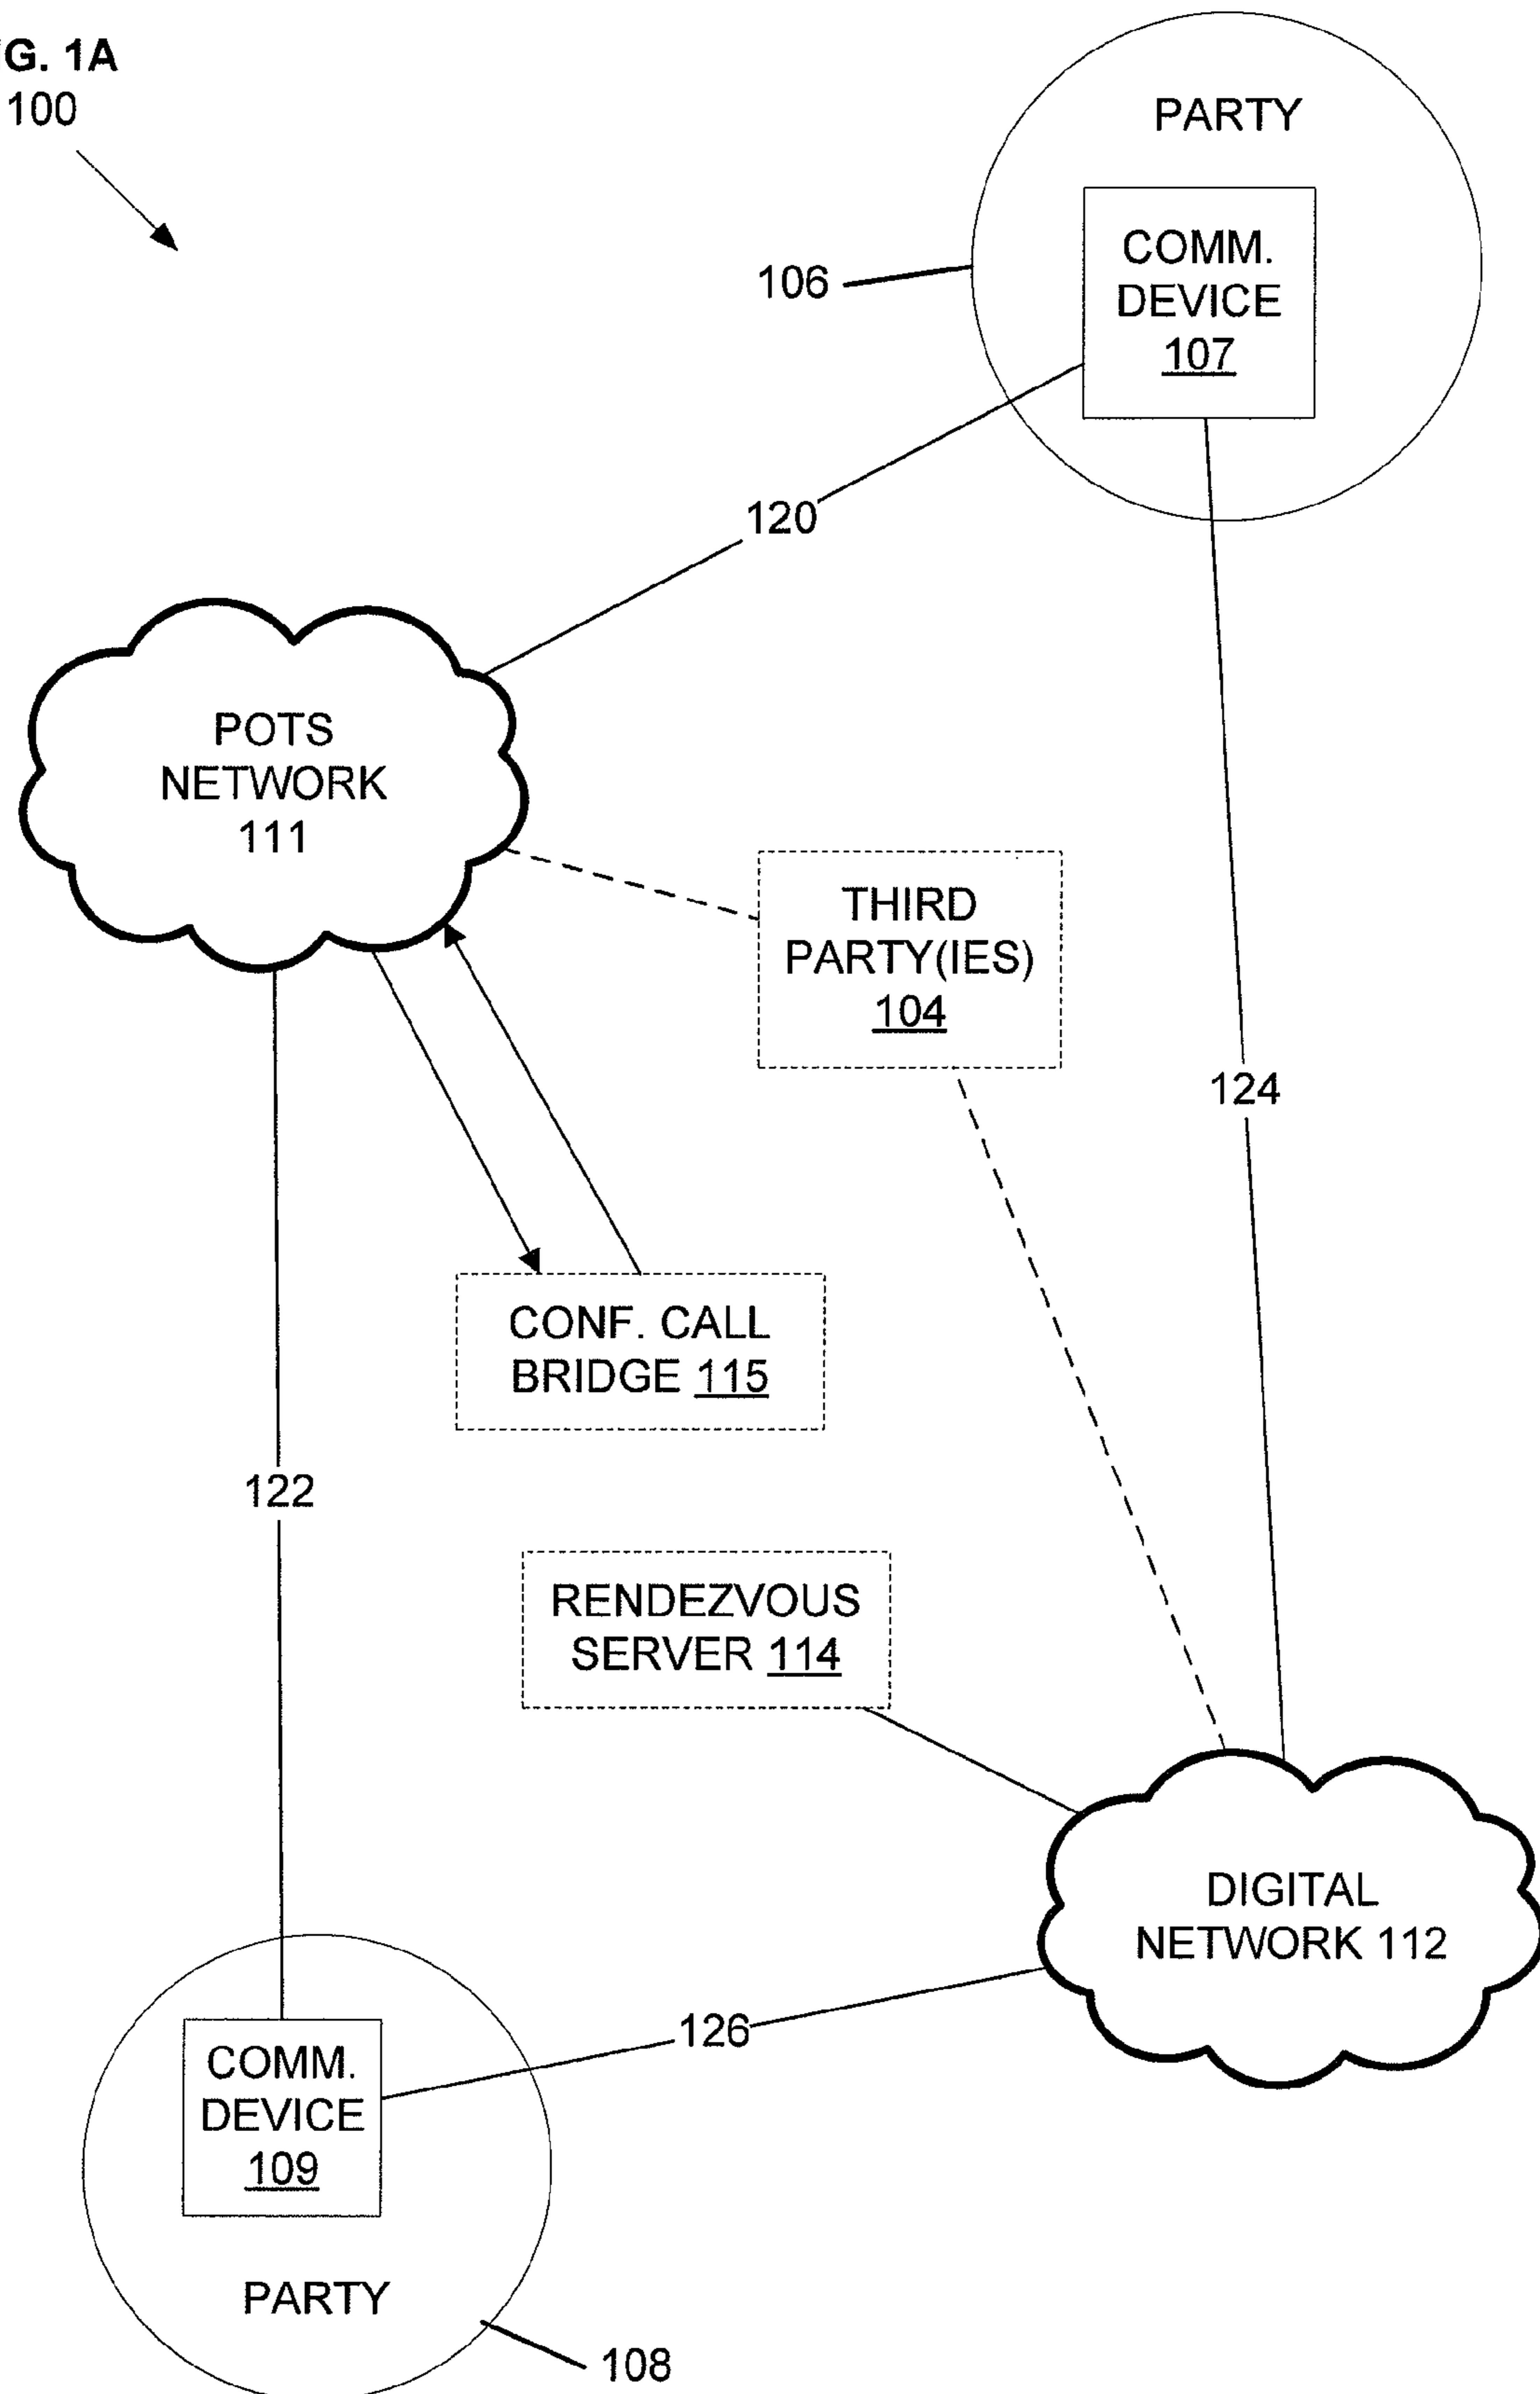 G. 1A
100
PARTY
COMM.
DEVICE
107
106
120
POTS
NETWORK
111
THIRD
PARTY(IES)
104
124
CONF. CALL
BRIDGE 115
122
RENDEZVOUS
SERVER 114
DIGITAL
NETWORK 112
126
COMM.
DEVICE
109
PARTY
108